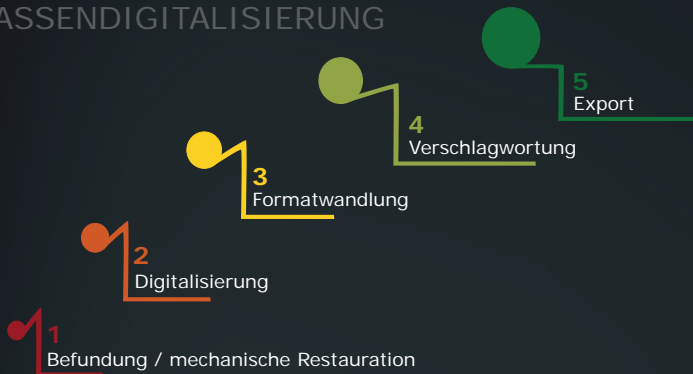 ASSENDIGITALISIERUNG
5
Export
4
Verschlagwortung
3
Formatwandlung
2
Digitalisierung
1
Befundung / mechanische Restauration